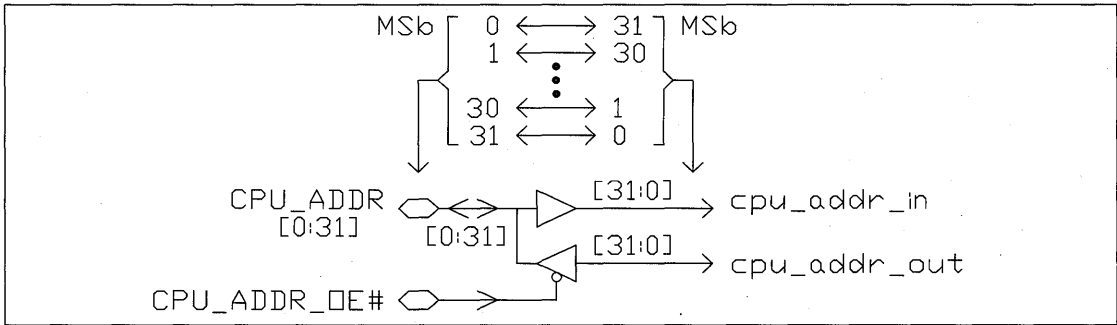 MSb 0 31 MSb
1 30
30 1
31 0
CPU_ADDR [31:0] cpu_addr_in
[0:31] [0:31] [31:0]
cpu_addr_out
CPU_ADDR_OE#